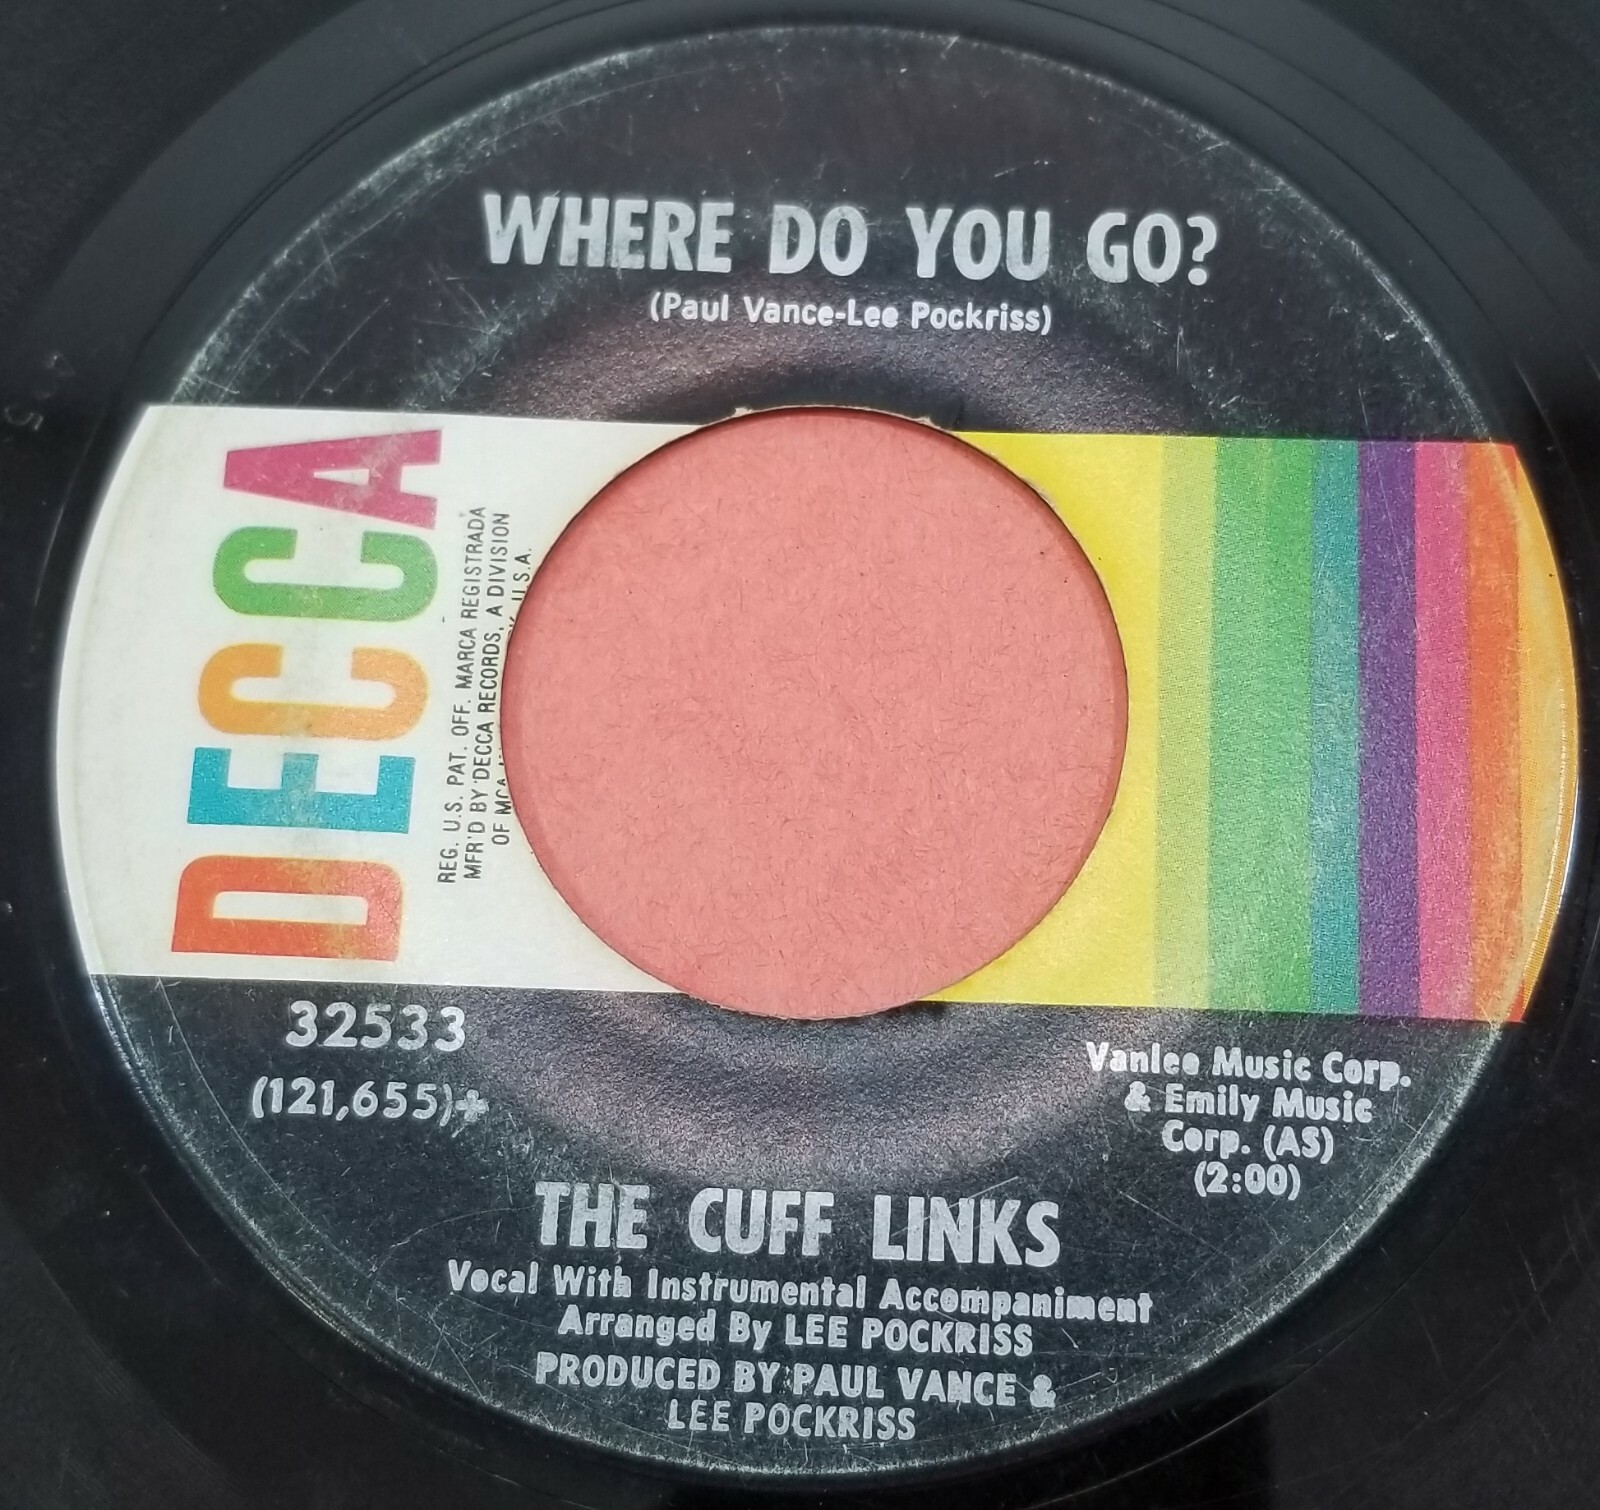 WHERE DO YOU GO?
(Paul Vance-Lee Pockriss)
DECCA
REG. U.S. PAT. OFF. MARCA REGISTRADA
MFR'D BY DECCA RECORDS, A DIVISION
OF MCA U.S.A.
32533
(121,655)+
Vanlee Music Corp.
& Emily Music
Corp. (AS)
(2:00)
THE CUFF LINKS
Vocal With Instrumental Accompaniment
Arranged By LEE POCKRISS
PRODUCED BY PAUL VANCE &
LEE POCKRISS